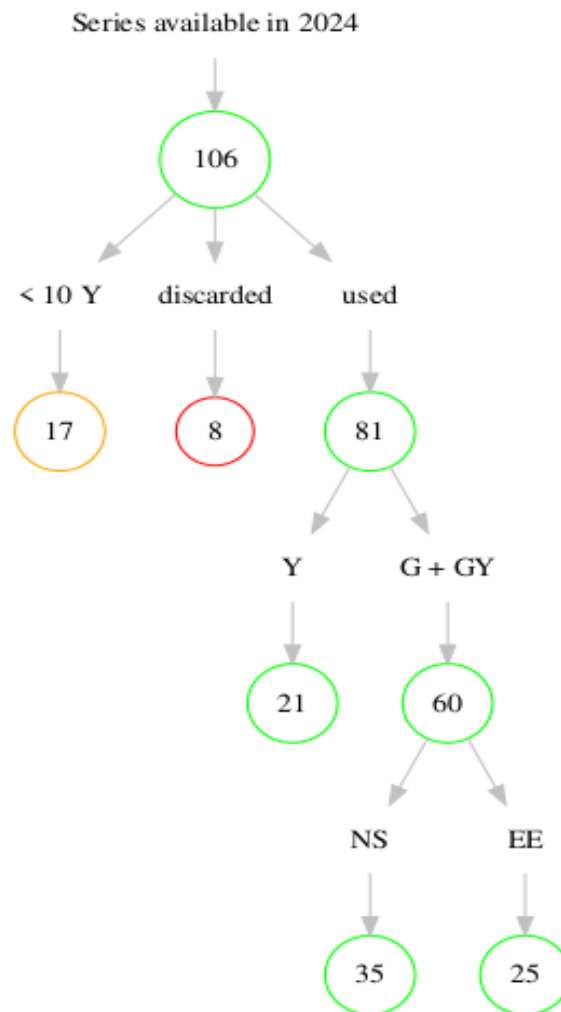 Series available in 2024
106
< 10 Y discarded used
17 8 81
Y G + GY
21 60
NS EE
35 25